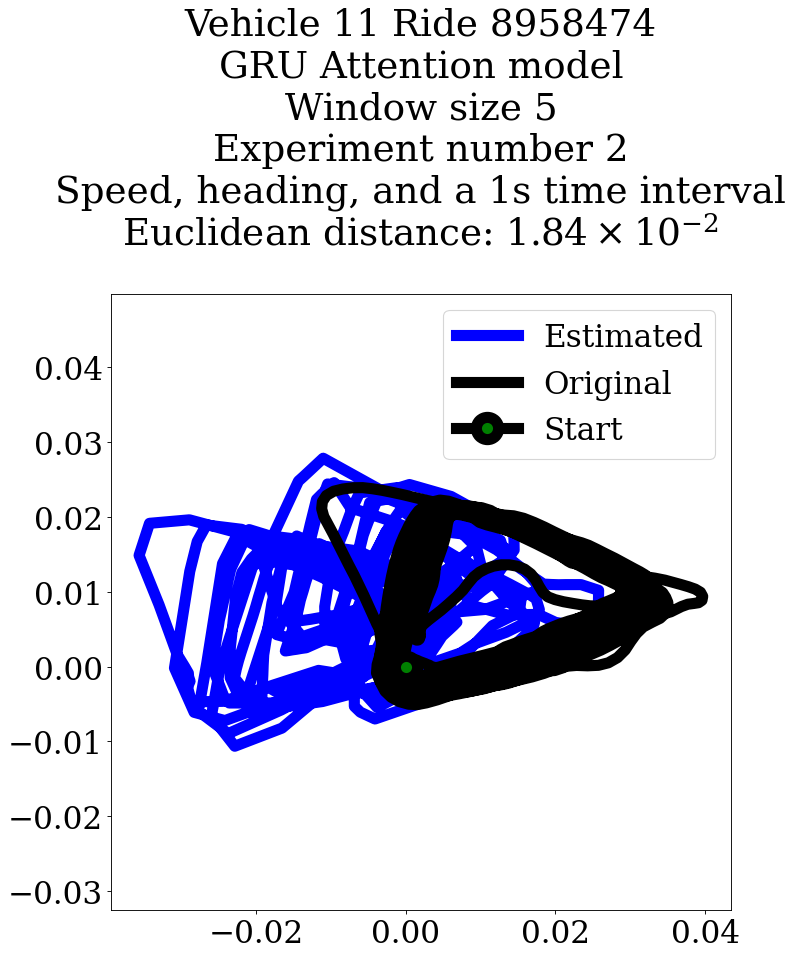 Vehicle 11 Ride 8958474
GRU Attention model
Window size 5
Experiment number 2
Speed, heading, and a 1s time interval
Euclidean distance: 1.84 × 10⁻²
Estimated
Original
Start
0.04
0.03
0.02
0.01
0.00
−0.01
−0.02
−0.03
−0.02 0.00 0.02 0.04